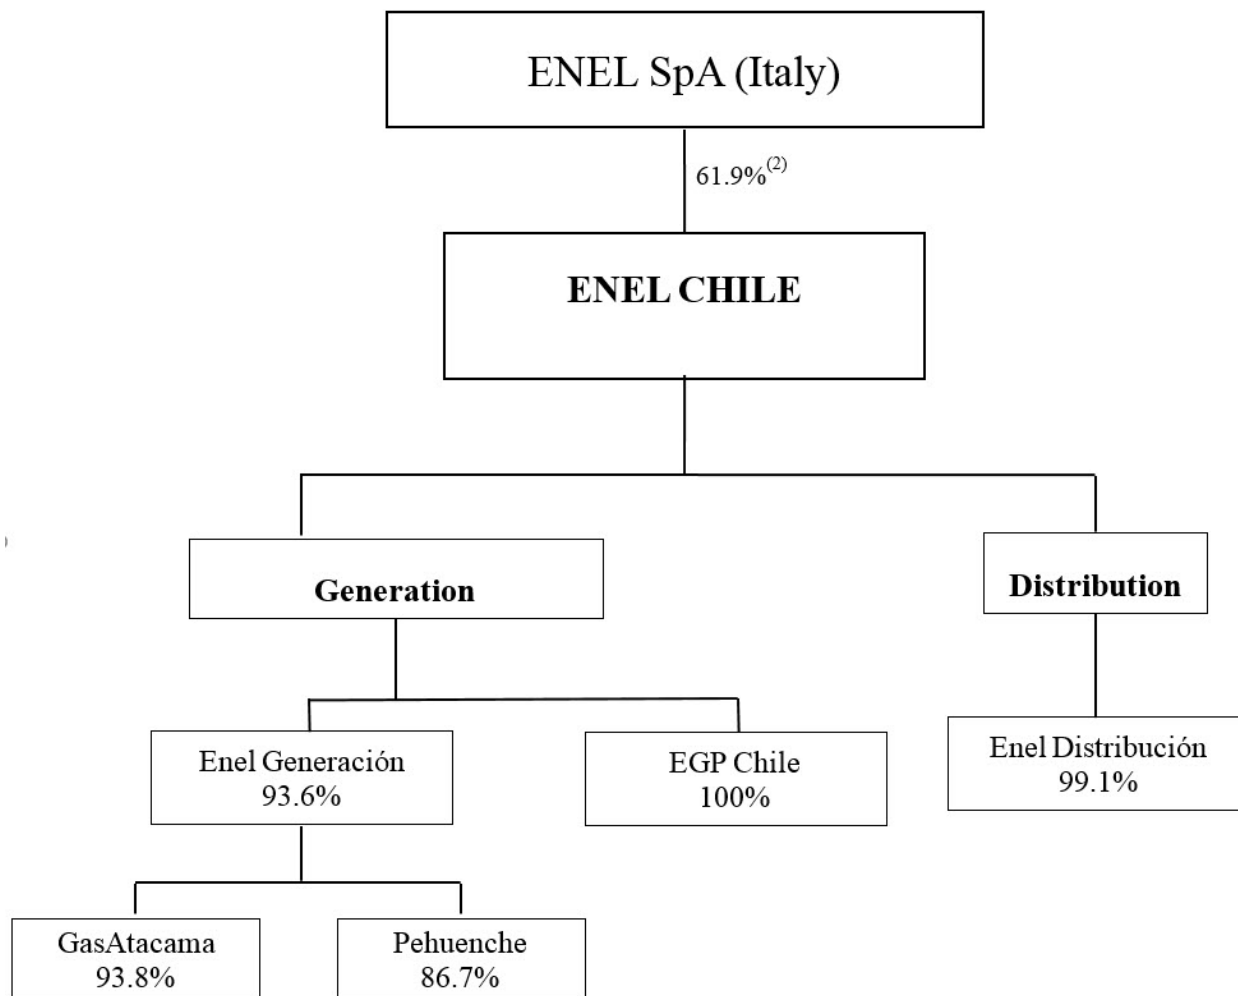 ENEL SpA (Italy)
61.9%(2)
ENEL CHILE
Generation
Distribution
Enel Generación
93.6%
EGP Chile
100%
Enel Distribución
99.1%
GasAtacama
93.8%
Pehuenche
86.7%